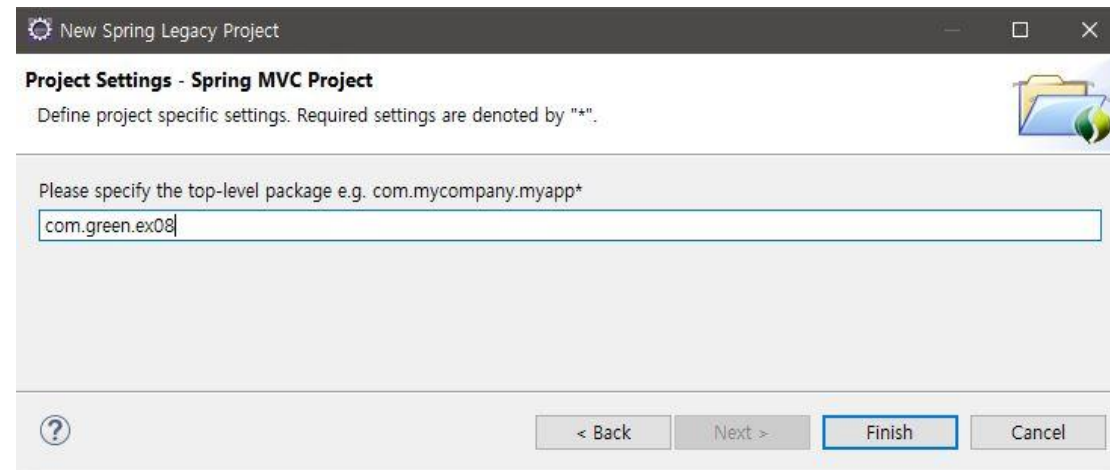 New Spring Legacy Project
Project Settings - Spring MVC Project
Define project specific settings. Required settings are denoted by "*".
Please specify the top-level package e.g. com.mycompany.myapp*
com.green.ex08
?
< Back
Next >
Finish
Cancel